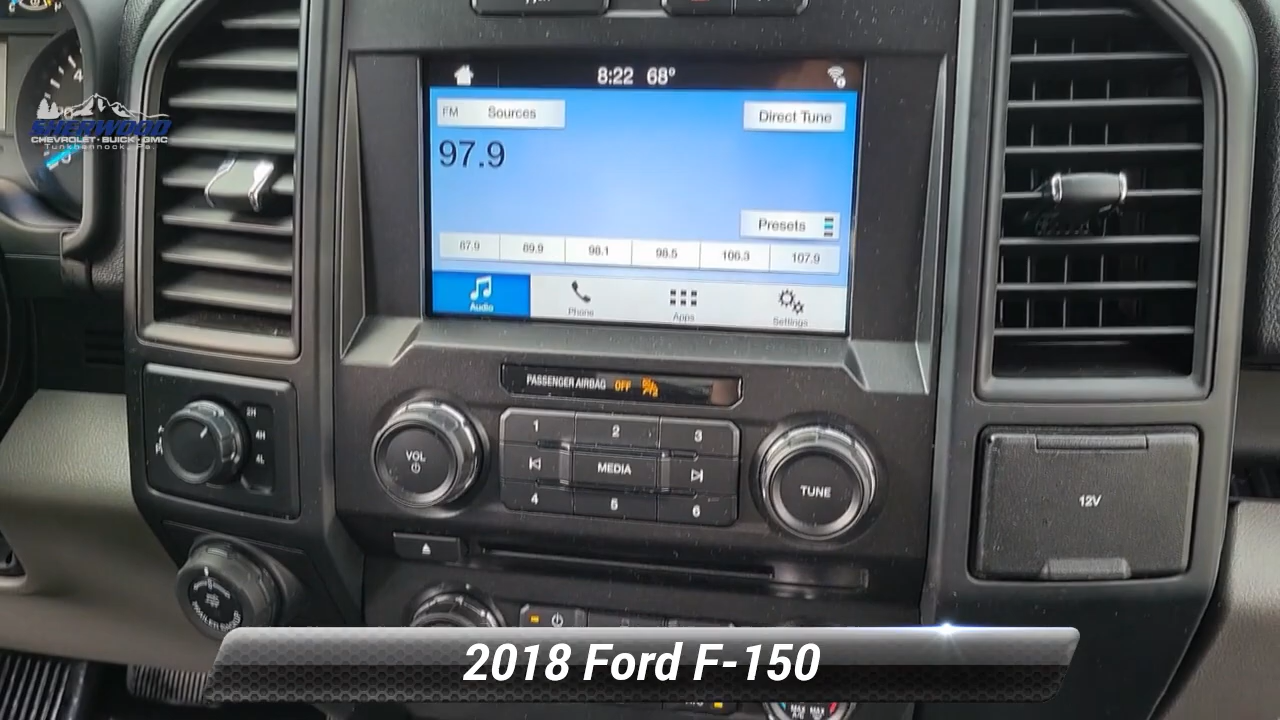 8:22 68°
FM Sources
Direct Tune
97.9
Presets
87.9 89.9 98.1 98.5 106.3 107.9
Audio Phone Apps Settings
SHERWOOD
CHEVROLET·BUICK·GMC
Tunkhannock, Pa.
PASSENGER AIRBAG OFF
2H
4H
4L
VOL
1 2 3
MEDIA
4 5 6
TUNE
12V
2018 Ford F-150